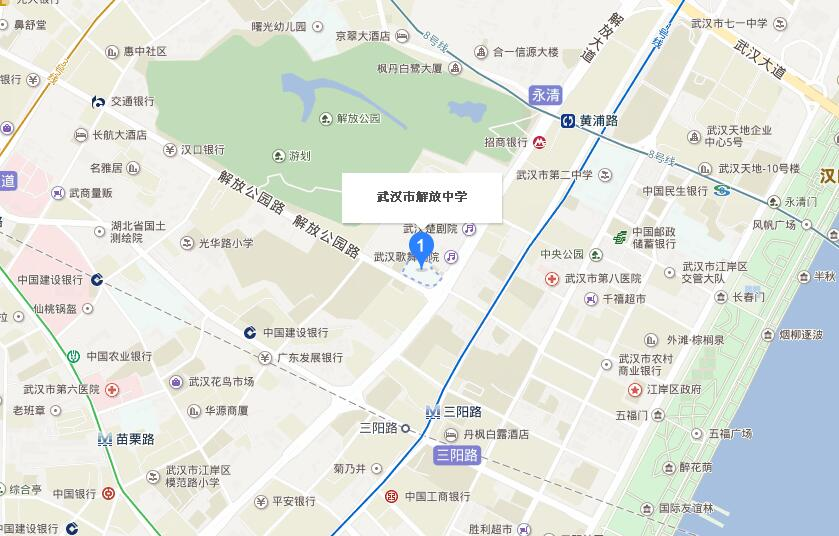 鼻舒堂
曙光幼儿园
京翠大酒店
8号线
解放大道
号线
武汉市七一中学
惠中社区
合一信源大楼
枫丹白鹭大厦
武汉大道
银行
交通银行
永清
黄浦路
解放公园
长航大酒店
汉口银行
招商银行
武汉天地企业
中心5号
游划
8号线
名雅居
武汉天地-10号楼
道
武汉市第二中学
汉
解放公园路
解放公园路
中国民生银行
武商量贩
武汉市解放中学
永清门
湖北省国土
测绘院
武汉楚剧院
风帆广场
光华路小学
中国邮政
储蓄银行
1
武汉歌舞剧院
中央公园
中国建设银行
武汉市第八医院
武汉市江岸区
交管大队
半秋
千福超市
长春门
仙桃锅盔
拉
中国建设银行
烟柳逐波
外滩·棕榈泉
中国农业银行
广东发展银行
武汉市农村
商业银行
武汉花鸟市场
武汉市第六医院
江岸区政府
老班章
华源商厦
三阳路
五福门
三阳路
丹枫白露酒店
五福广场
苗栗路
三阳路
武汉市江岸区
模范路小学
菊乃井
醉花荫
综合亭
中国银行
平安银行
中国工商银行
国际友谊林
中国建设银行
胜利超市